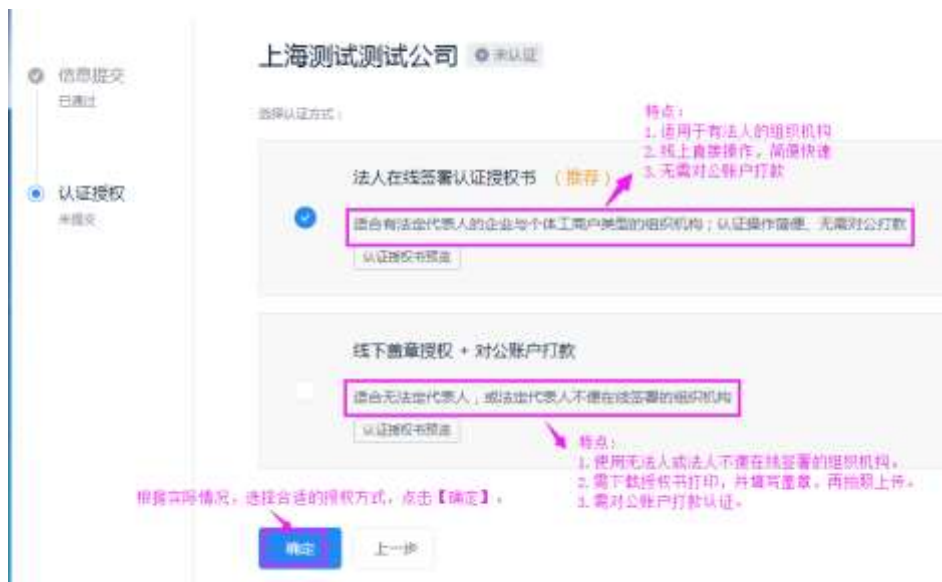 上海测试测试公司 未认证
信息提交
已通过
选择认证方式：
特点：
1. 适用于有法人的组织机构
2. 线上直接操作，简便快速
3. 无需对公账户打款
法人在线签署认证授权书 （推荐）
认证授权
未提交
适合有法定代表人的企业与个体工商户类型的组织机构；认证操作简便、无需对公打款
认证授权书预览
线下盖章授权 + 对公账户打款
适合无法定代表人，或法定代表人不便在线签署的组织机构
认证授权书预览
特点：
1. 使用无法人或法人不便在线签署的组织机构。
2. 需下载授权书打印，并填写盖章，再拍照上传。
3. 需对公账户打款认证。
根据实际情况，选择合适的授权方式，点击【确定】。
确定
上一步